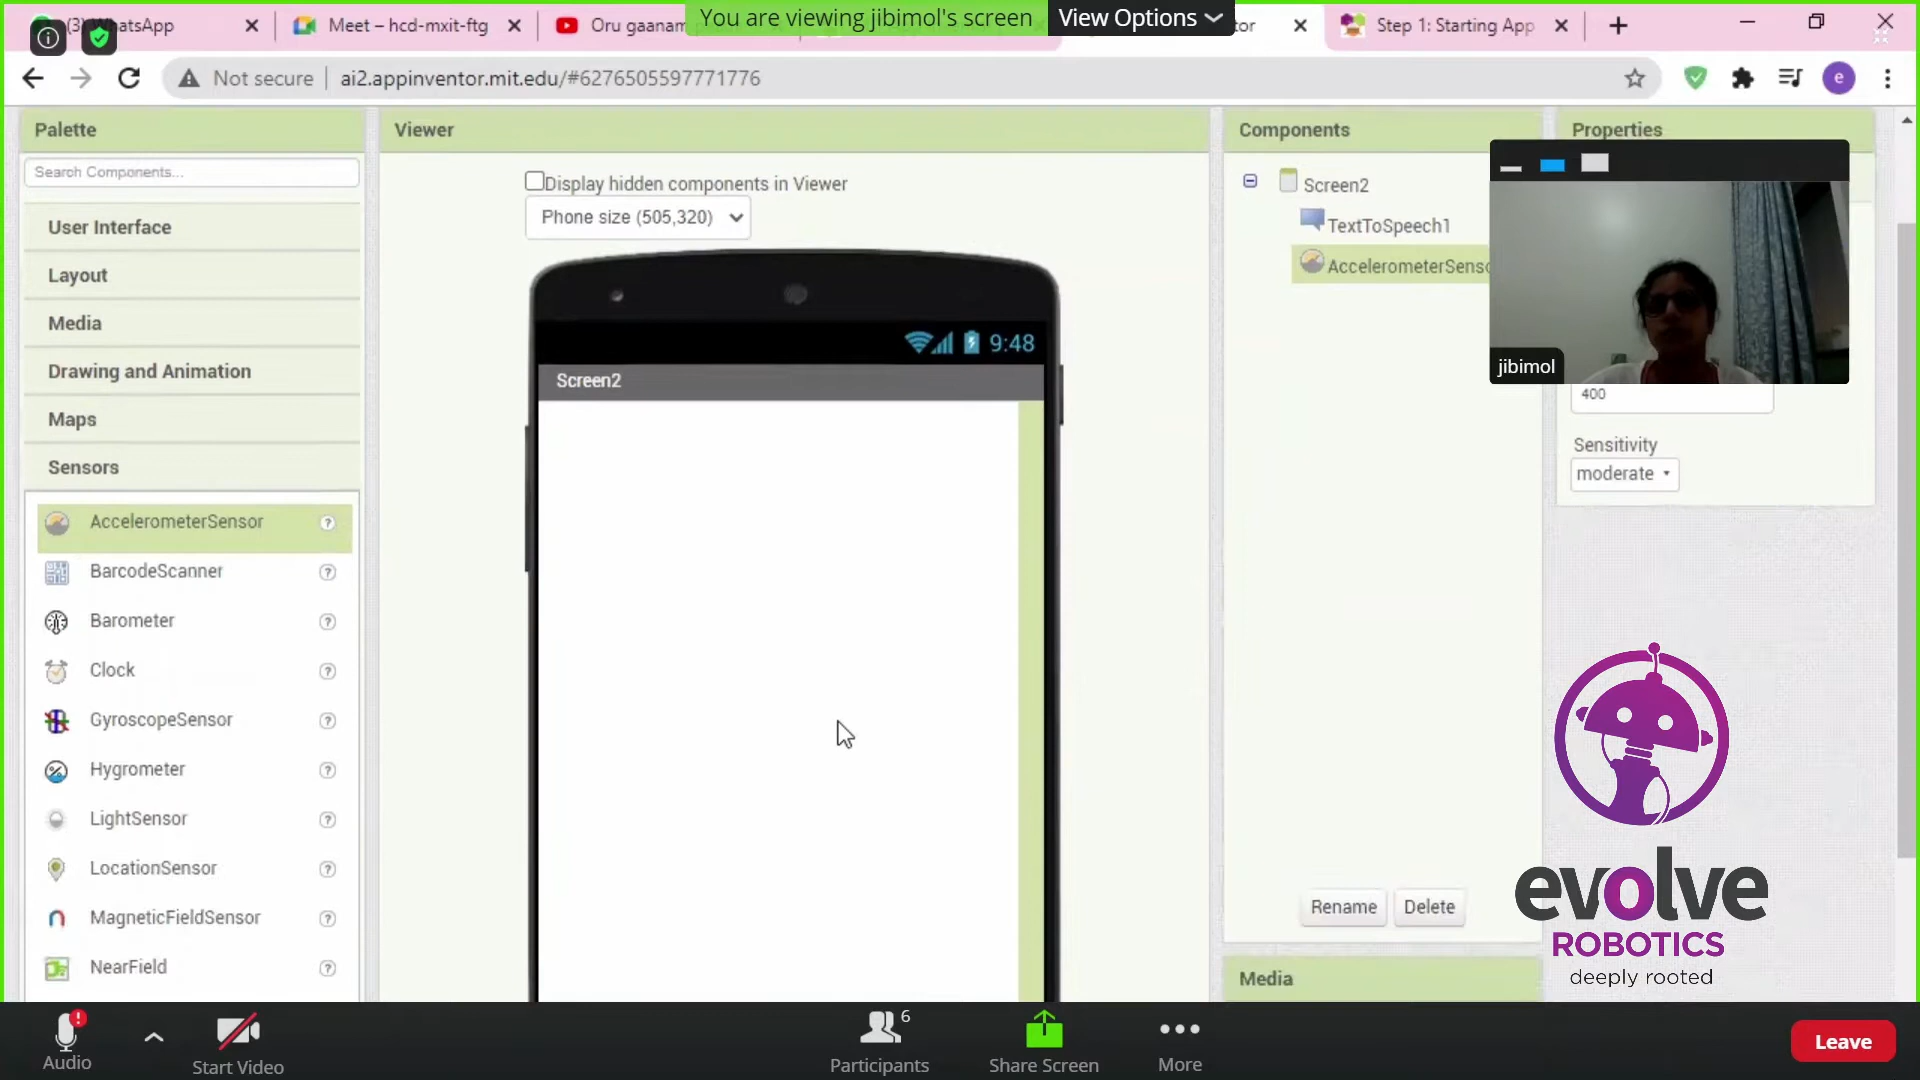 You are viewing jibimol's screen
View Options
Meet – hcd-mxit-ftg
Oru gaanam
tor
Step 1: Starting App
Not secure
ai2.appinventor.mit.edu/#6276505597771776
e
Palette
Viewer
Components
Properties
Search Components...
Display hidden components in Viewer
Phone size (505,320)
User Interface
Layout
Media
Drawing and Animation
Maps
Sensors
AccelerometerSensor
BarcodeScanner
Barometer
Clock
GyroscopeSensor
Hygrometer
LightSensor
LocationSensor
MagneticFieldSensor
NearField
9:48
Screen2
Screen2
TextToSpeech1
AccelerometerSenso
jibimol
400
Sensitivity
moderate
Rename
Delete
Media
evolve
ROBOTICS
deeply rooted
Audio
Start Video
6
Participants
Share Screen
More
Leave